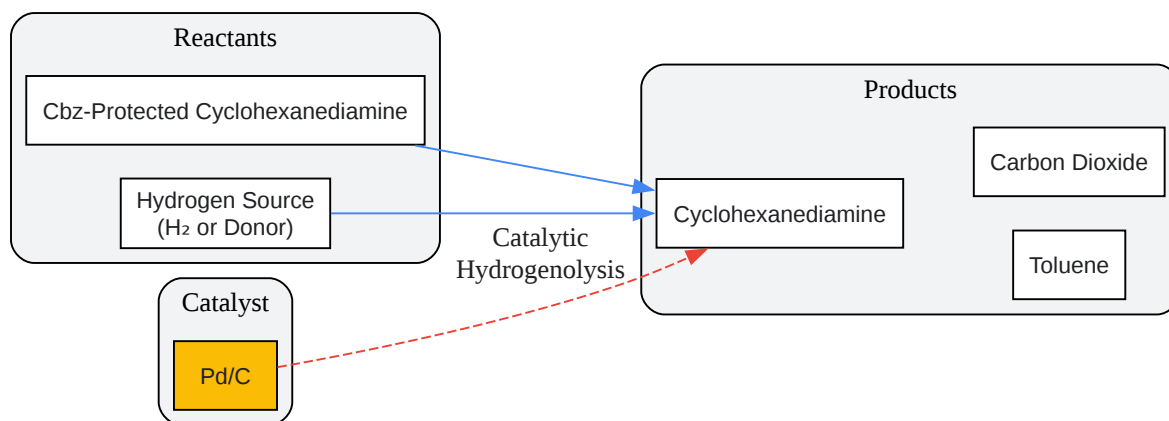 Reactants
Cbz-Protected Cyclohexanediamine
Hydrogen Source
(H₂ or Donor)
Catalyst
Pd/C
Catalytic
Hydrogenolysis
Products
Cyclohexanediamine
Carbon Dioxide
Toluene